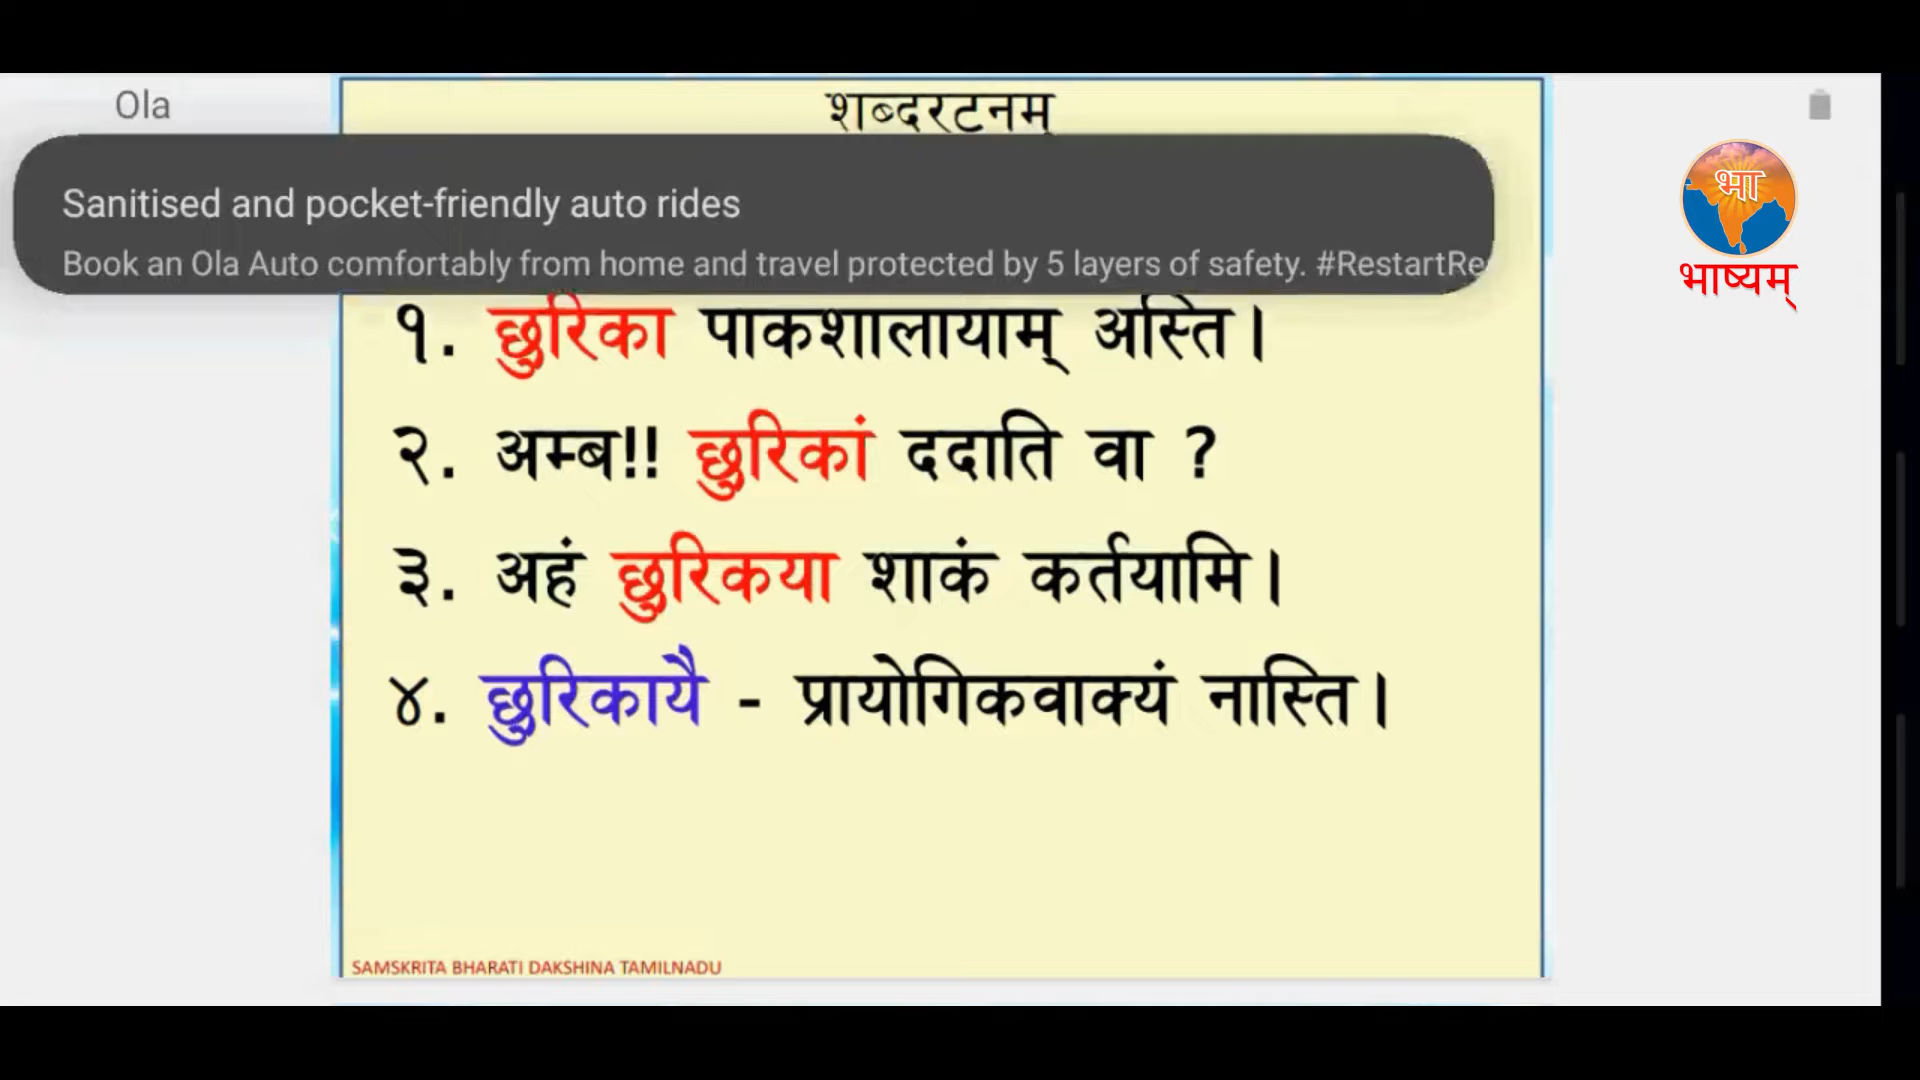 Ola
शब्दरटनम्
Sanitised and pocket-friendly auto rides
Book an Ola Auto comfortably from home and travel protected by 5 layers of safety. #RestartRe
भा
भाष्यम्
१. छुरिका पाकशालायाम् अस्ति।
२. अम्ब!! छुरिकां ददाति वा ?
३. अहं छुरिकया शाकं कर्तयामि।
४. छुरिकायै - प्रायोगिकवाक्यं नास्ति।
SAMSKRITA BHARATI DAKSHINA TAMILNADU